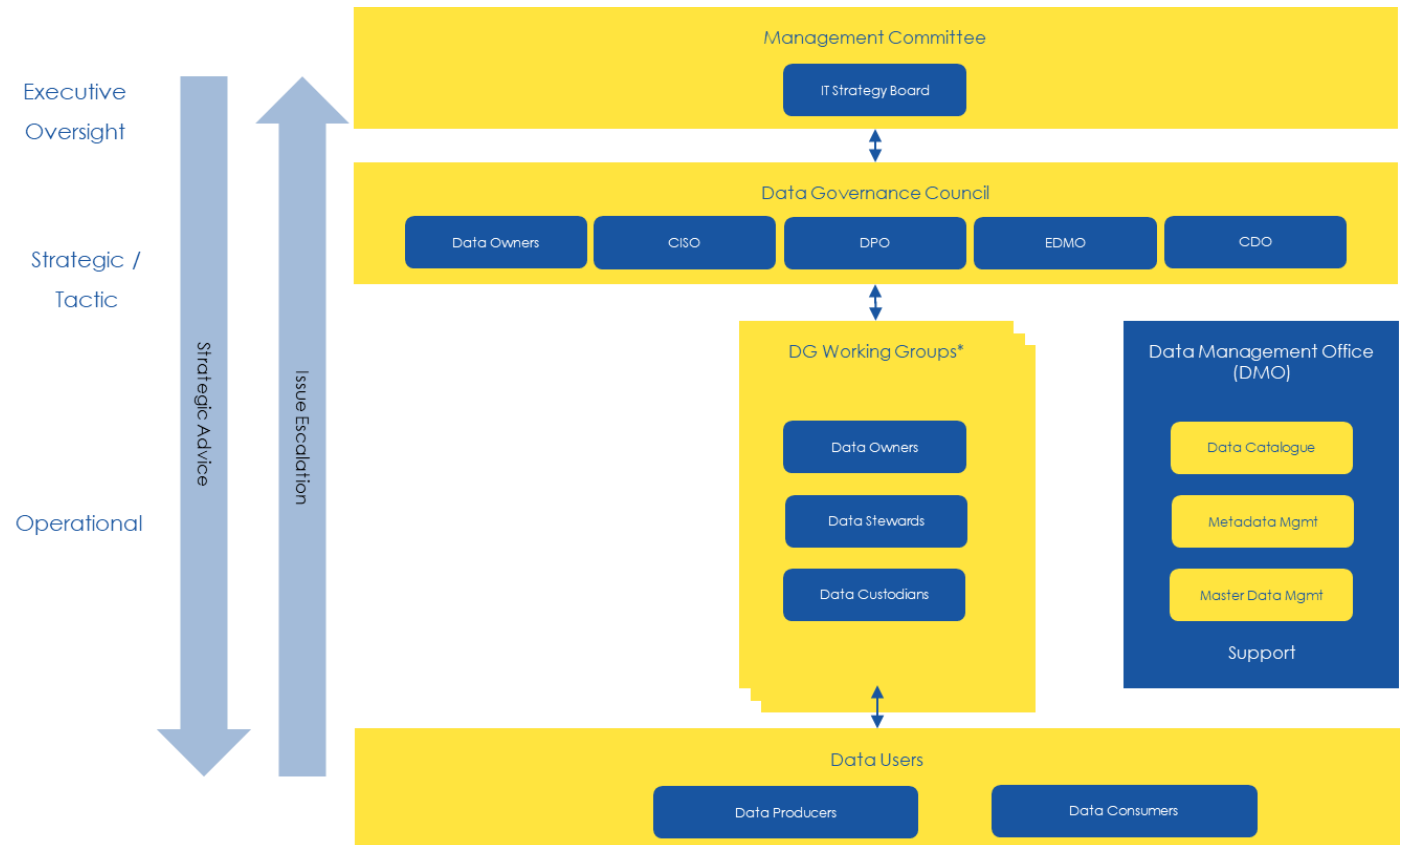 Management Committee
IT Strategy Board
Executive
Oversight
Data Governance Council
Data Owners
CISO
DPO
EDMO
CDO
Strategic /
Tactic
Strategic Advice
Issue Escalation
DG Working Groups*
Data Owners
Data Stewards
Data Custodians
Data Management Office
(DMO)
Data Catalogue
Metadata Mgmt
Master Data Mgmt
Support
Operational
Data Users
Data Producers
Data Consumers